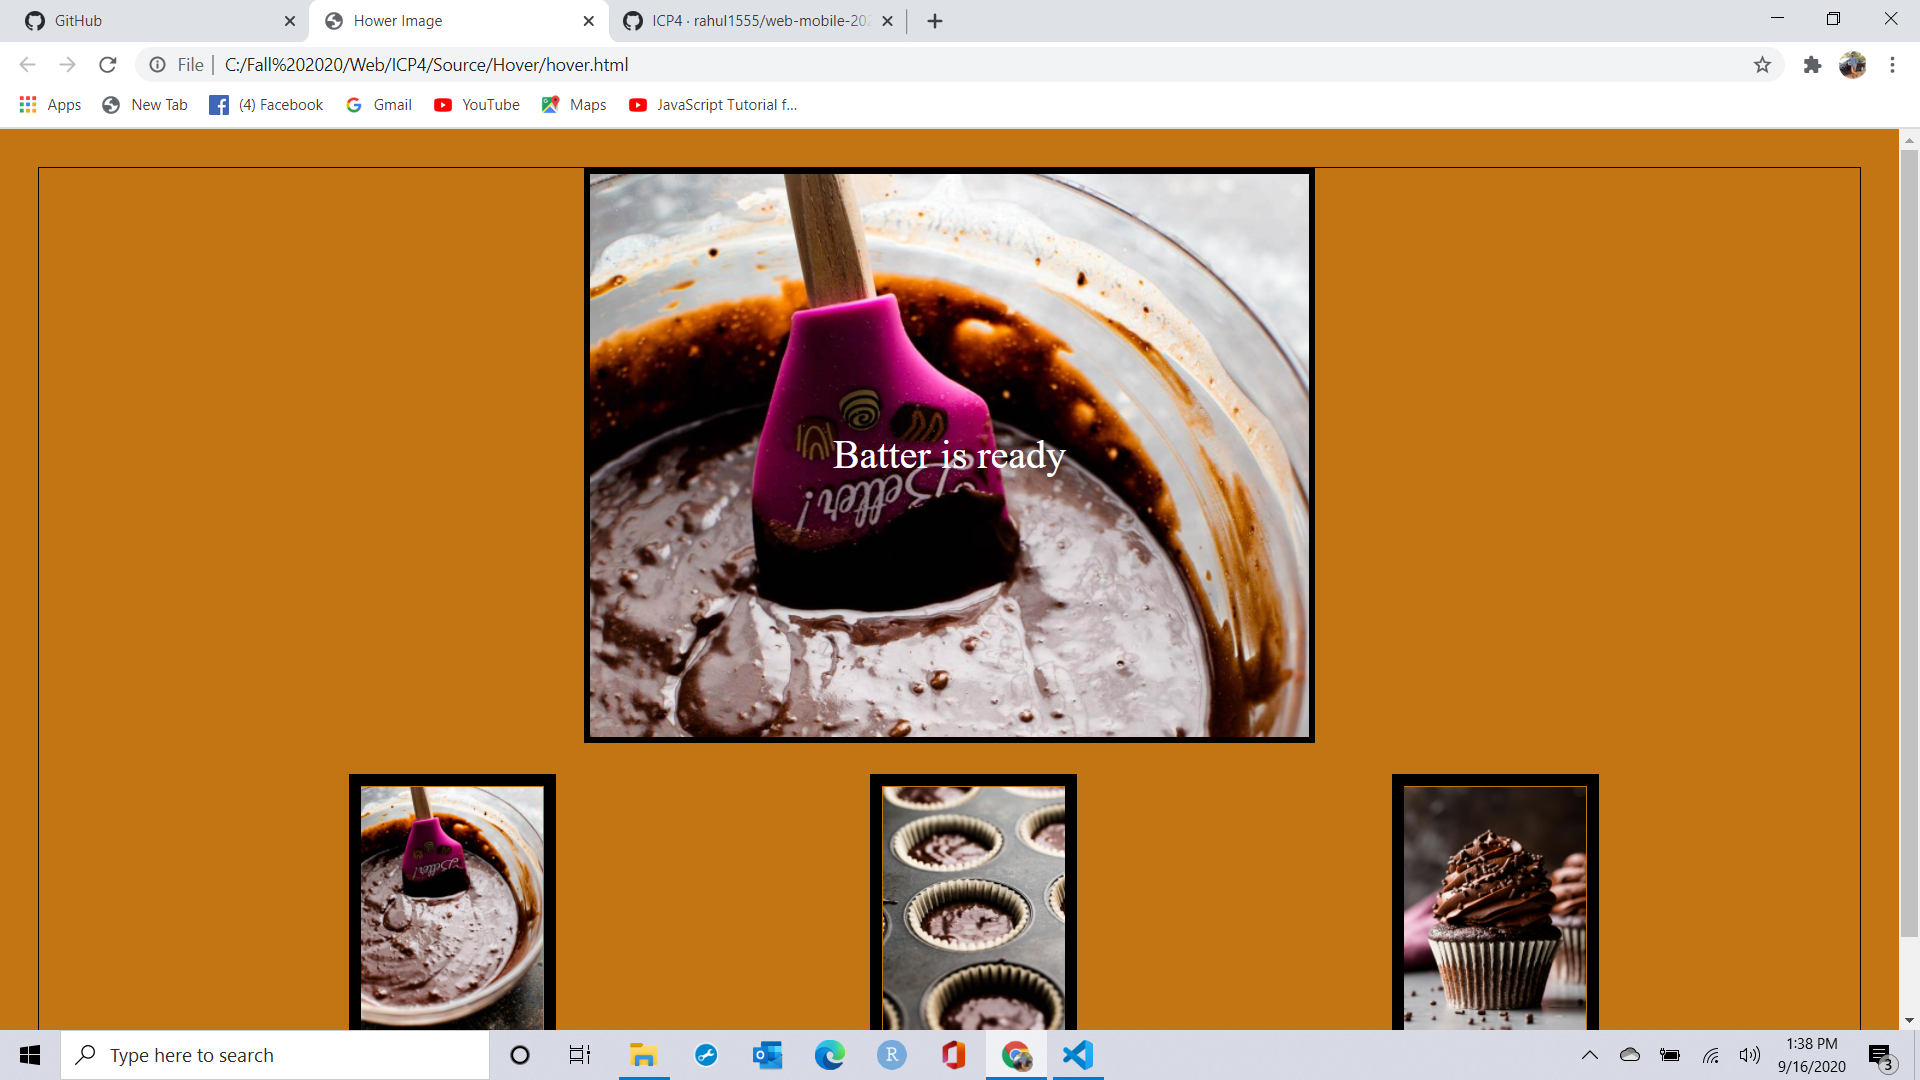 GitHub
Hower Image
ICP4 · rahul1555/web-mobile-202
File
C:/Fall%202020/Web/ICP4/Source/Hover/hover.html
Apps
New Tab
(4) Facebook
Gmail
YouTube
Maps
JavaScript Tutorial f...
Batter is ready
Better!
Better!
Type here to search
R
1:38 PM
9/16/2020
3